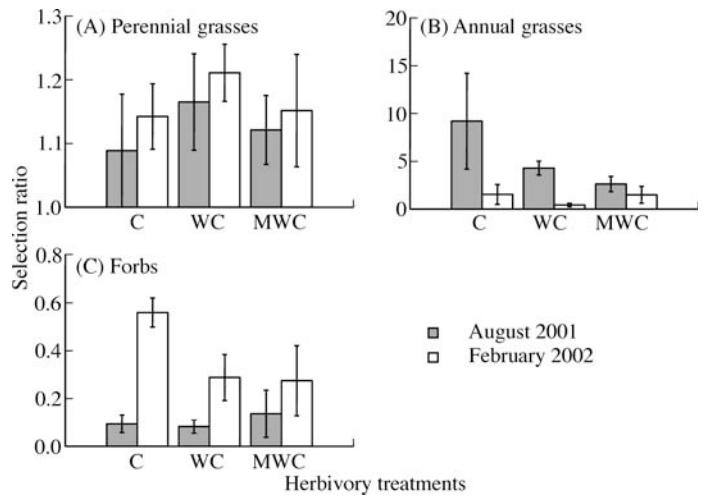 (A) Perennial grasses
1.3
1.2
1.1
1.0
C WC MWC
(B) Annual grasses
20
15
10
5
0
C WC MWC
Selection ratio
(C) Forbs
0.8
0.6
0.4
0.2
0.0
C WC MWC
August 2001
February 2002
Herbivory treatments